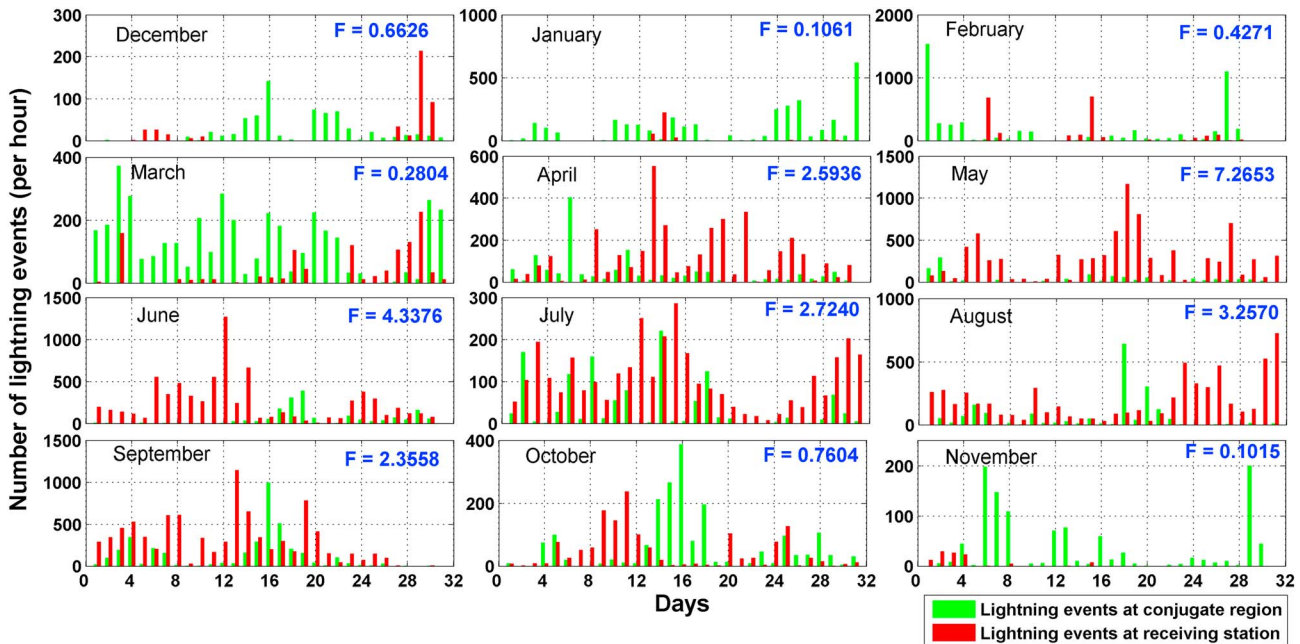 Number of lightning events (per hour)
300
200
100
0
December
F = 0.6626
1000
500
0
January
F = 0.1061
2000
1000
0
February
F = 0.4271
400
200
0
March
F = 0.2804
600
400
200
0
April
F = 2.5936
1500
1000
500
0
May
F = 7.2653
1500
1000
500
0
June
F = 4.3376
300
200
100
0
July
F = 2.7240
1500
1000
500
0
August
F = 3.2570
1500
1000
500
0
September
F = 2.3558
0 4 8 12 16 20 24 28 32
400
200
0
October
F = 0.7604
4 8 12 16 20 24 28 32
200
100
0
November
F = 0.1015
0 4 8 12 16 20 24 28 32
Days
Lightning events at conjugate region
Lightning events at receiving station